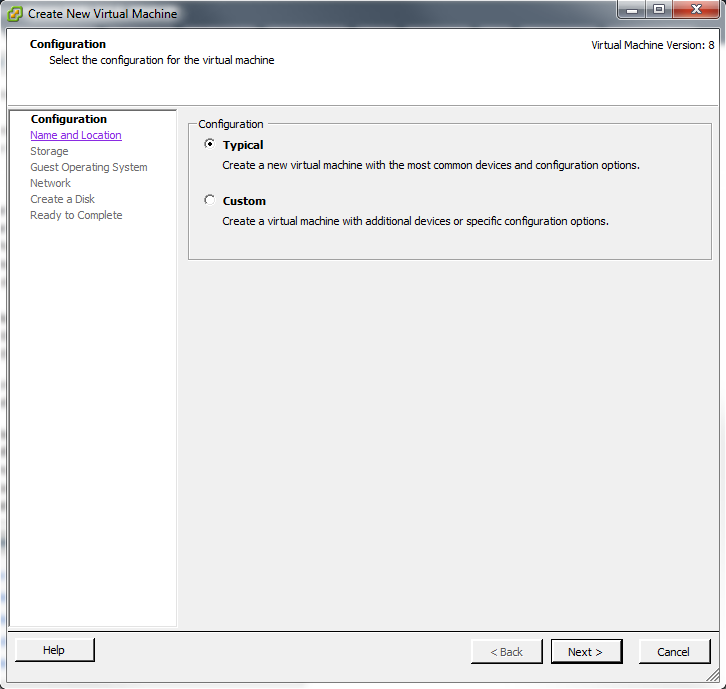 Create New Virtual Machine
Configuration
Virtual Machine Version: 8
Select the configuration for the virtual machine
Configuration
Name and Location
Storage
Guest Operating System
Network
Create a Disk
Ready to Complete
Configuration
Typical
Create a new virtual machine with the most common devices and configuration options.
Custom
Create a virtual machine with additional devices or specific configuration options.
Help
< Back
Next >
Cancel